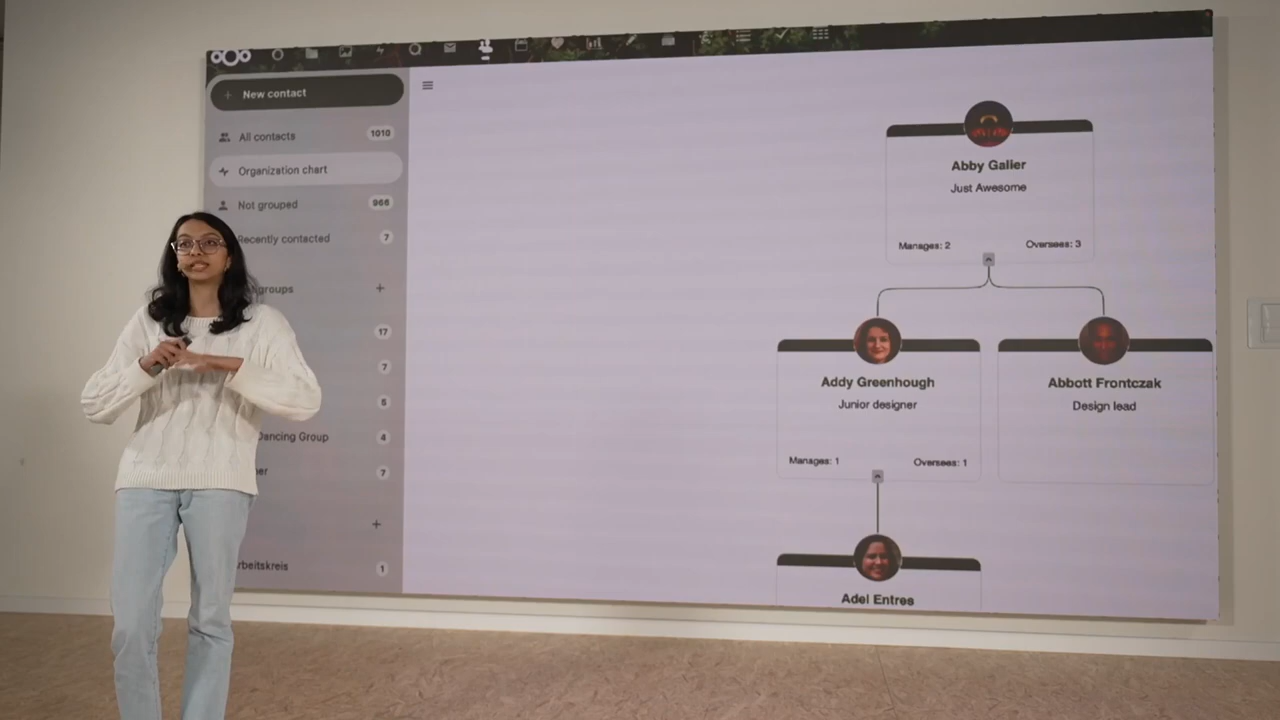 New contact
All contacts 1010
Organization chart
Not grouped 966
Recently contacted 7
groups
17
7
5
Dancing Group 4
7
1
Abby Galler
Just Awesome
Manages: 2 Oversees: 3
Addy Greenhough
Junior designer
Manages: 1 Oversees: 1
Abbott Frontczak
Design lead
Adel Entres